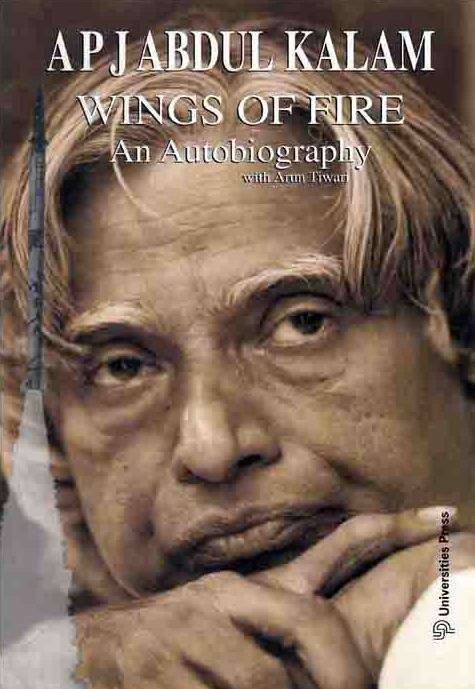 A P J ABDUL KALAM
WINGS OF FIRE
An Autobiography
with Arun Tiwari
Universities Press